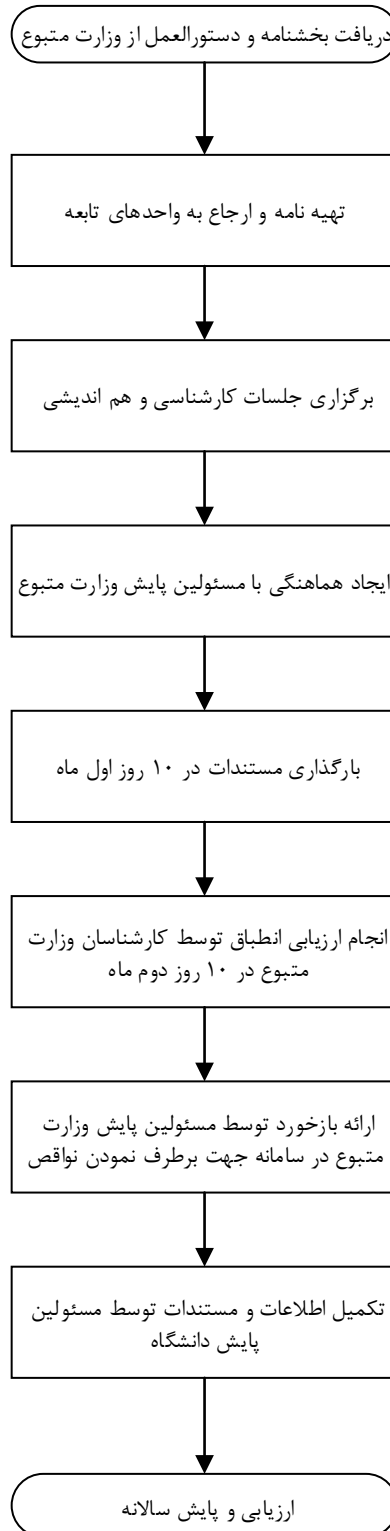 دریافت بخشنامه و دستورالعمل از وزارت متبوع
تهیه نامه و ارجاع به واحدهای تابعه
برگزاری جلسات کارشناسی و هم اندیشی
ایجاد هماهنگی با مسئولین پایش وزارت متبوع
بارگذاری مستندات در ۱۰ روز اول ماه
انجام ارزیابی انطباق توسط کارشناسان وزارت
متبوع در ۱۰ روز دوم ماه
ارائه بازخورد توسط مسئولین پایش وزارت
متبوع در سامانه جهت برطرف نمودن نواقص
تکمیل اطلاعات و مستندات توسط مسئولین
پایش دانشگاه
ارزیابی و پایش سالانه